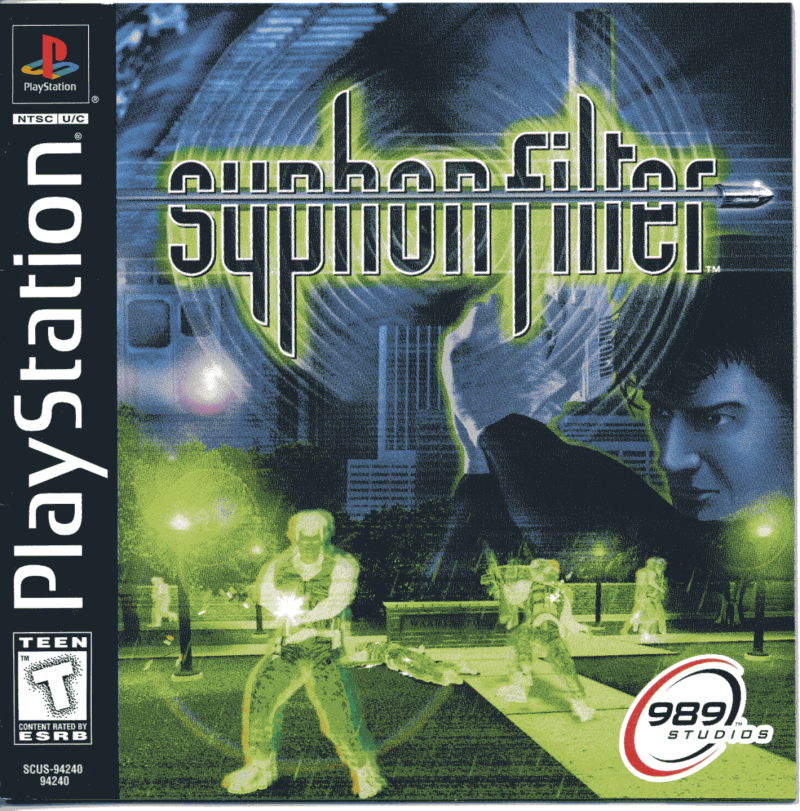 PlayStation
®
NTSC U/C
PlayStation®
TEEN
TM
T
CONTENT RATED BY
ESRB
SCUS-94240
94240
syphon filter
TM
989
TM
STUDIOS